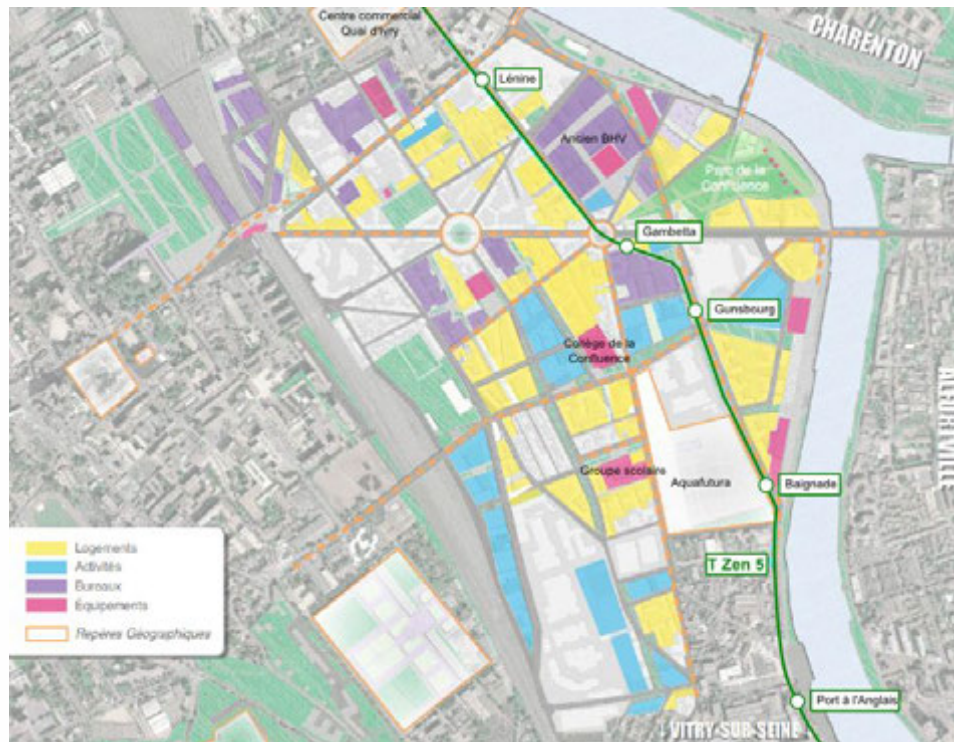 Centre commercial
Quai d'Ivry
CHARENTON
Lénine
Ancien BHV
Parc de la
Confluence
Gambetta
Gunsbourg
Collège de la
Confluence
ALFORTVILLE
Groupe scolaire
Aquafutura
Baignade
T Zen 5
Logements
Activités
Bureaux
Equipements
Repères Géographiques
Port à l'Anglais
VITRY-SUR-SEINE